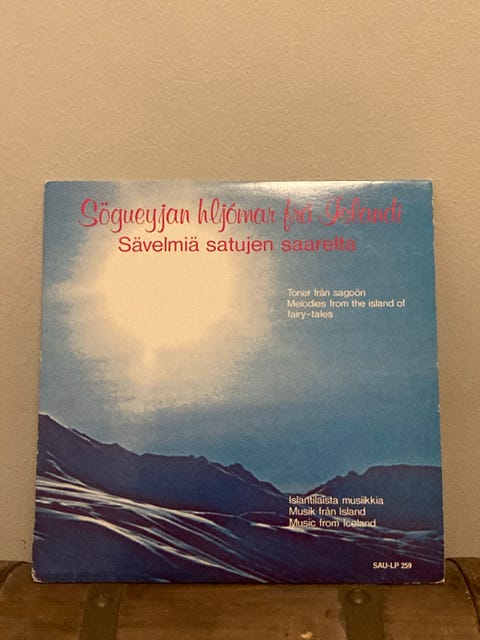 Sögueyjan hljómar frá Íslandi
Sävelmiä satujen saarelta
Toner från sagoön
Melodies from the island of
fairy-tales
Islantilaista musiikkia
Musik från Island
Music from Iceland
SAU-LP 259